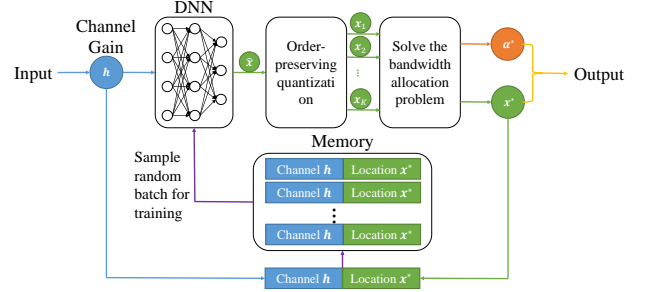 DNN
Channel
Gain
Input
h
x̂
Order-
preserving
quantizati
on
x₁
x₂
...
x_K
Solve the
bandwidth
allocation
problem
α*
x*
Output
Memory
Sample
random
batch for
training
Channel h Location x*
Channel h Location x*
Channel h Location x*
Channel h Location x*